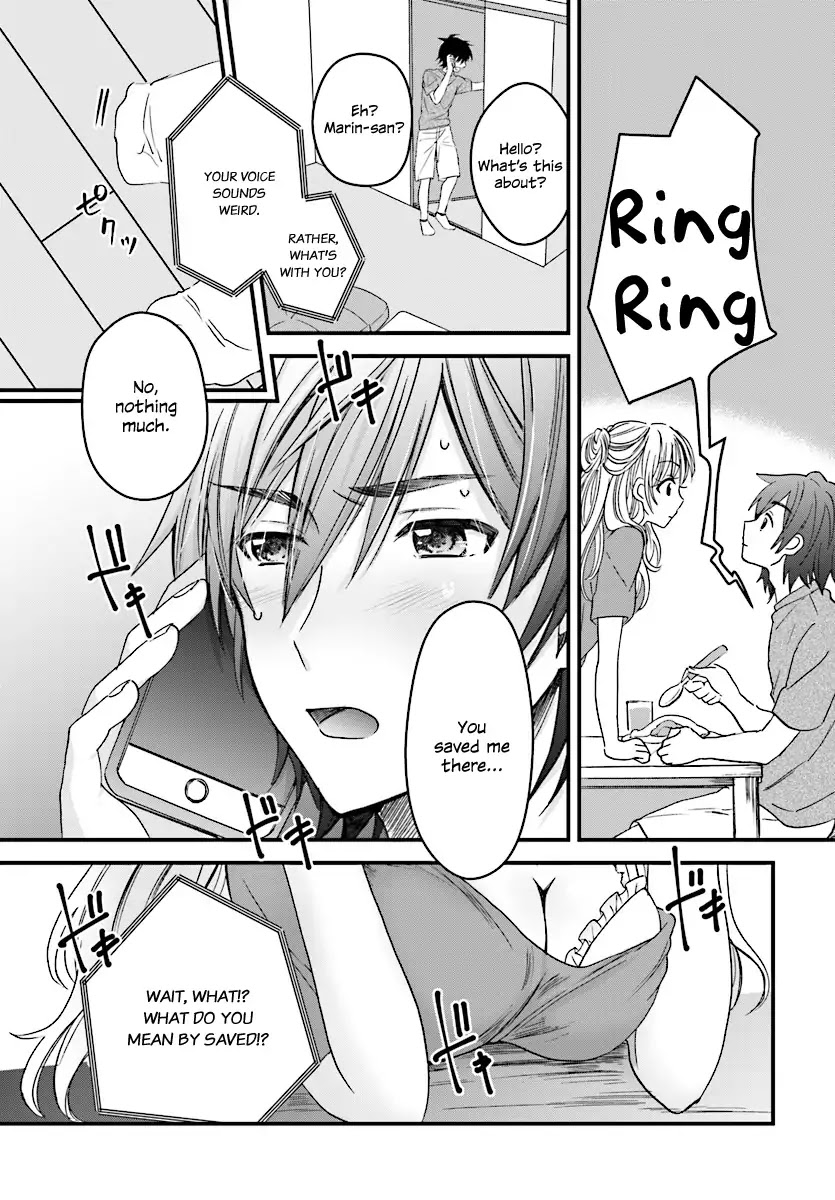 Ring
Ring
Hello?
What's this
about?
Eh?
Marin-san?
YOUR VOICE
SOUNDS
WEIRD.
RATHER,
WHAT'S
WITH YOU?
ピクッ
No,
nothing
much.
ドキ
ドキ
You
saved me
there...
ドキ
ドキ
WAIT, WHAT!?
WHAT DO YOU
MEAN BY SAVED!?
ドキ
ドキ
ドキ